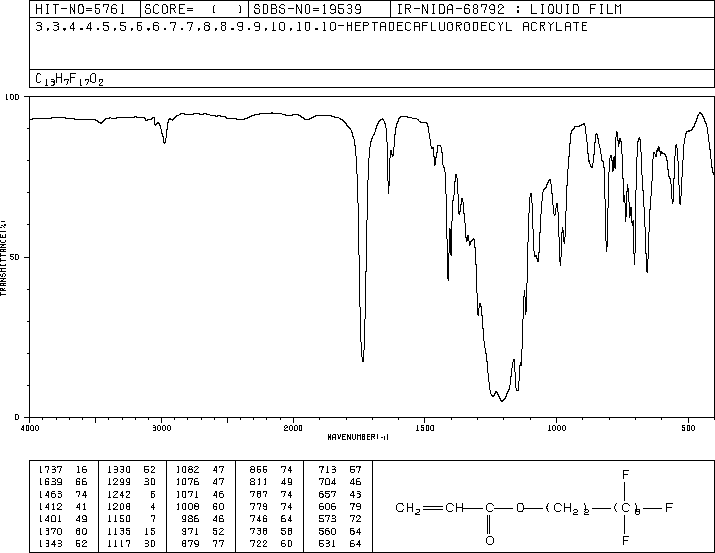 HIT-NO=5761 SCORE= ( ) SDBS-NO=19539 IR-NIDA-68792 : LIQUID FILM
3,3,4,4,5,5,6,6,7,7,8,8,9,9,10,10,10-HEPTADECAFLUORODECYL ACRYLATE
C13H7F17O2
100
50
0
TRANSMITTANCE(%)
4000 3000 2000 1500 1000 500
WAVENUMBER(-1)
1737 16 1330 52 1082 47 866 74 713 57
1639 66 1299 30 1076 47 811 49 704 46
1463 74 1242 6 1071 46 787 74 657 43
1412 41 1208 4 1008 60 779 74 606 79
1401 49 1150 7 986 46 746 64 573 72
1370 60 1135 15 971 52 738 58 560 64
1343 52 1117 30 879 77 722 60 531 64
F
CH2 CH C O (CH2)2 (C)8 F
O F